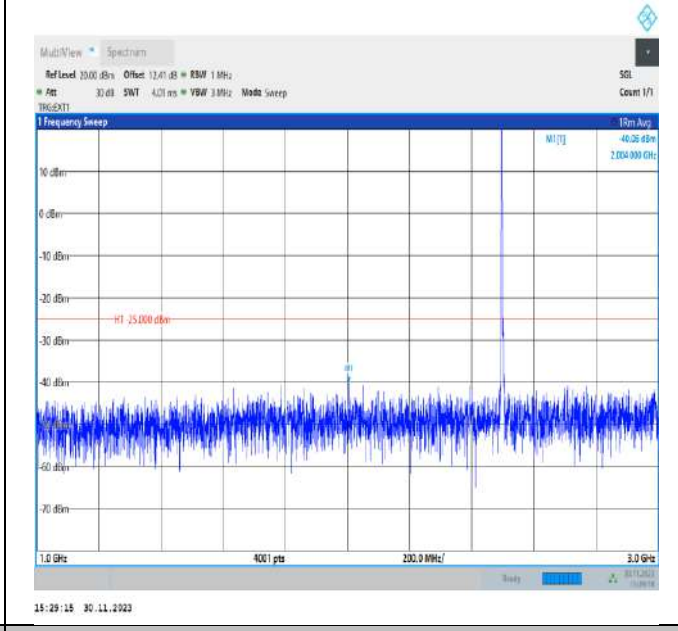 MultiView Spectrum
Ref Level 20.00 dBm Offset 12.41 dB RBW 1 MHz SGL
Att 30 dB SWT 4.01 ms VBW 3 MHz Mode Sweep Count 1/1
TRG:EXT1
1 Frequency Sweep 1Rm Avg
M1[1] -40.06 dBm
2.004 000 GHz
10 dBm
0 dBm
-10 dBm
-20 dBm
H1 -25.000 dBm
-30 dBm
M1
-40 dBm
-60 dBm
-70 dBm
1.0 GHz 4001 pts 200.0 MHz/ 3.0 GHz
Ready 30.11.2023
15:29:15 30.11.2023